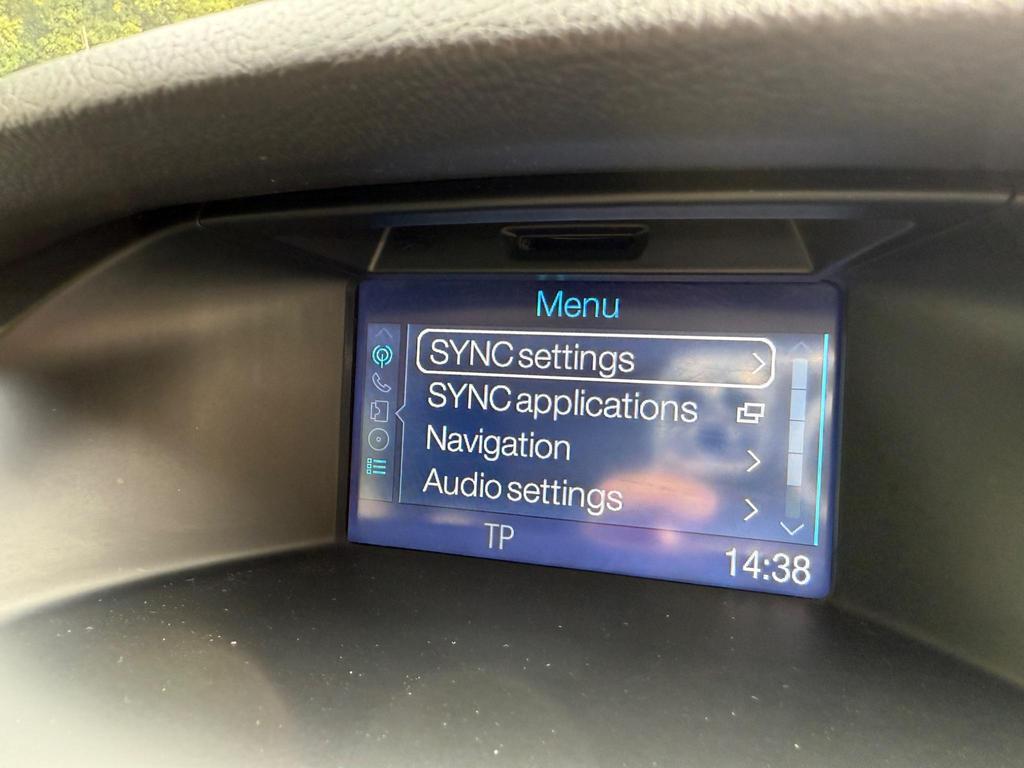 Menu
SYNC settings
SYNC applications
Navigation
Audio settings
TP
14:38